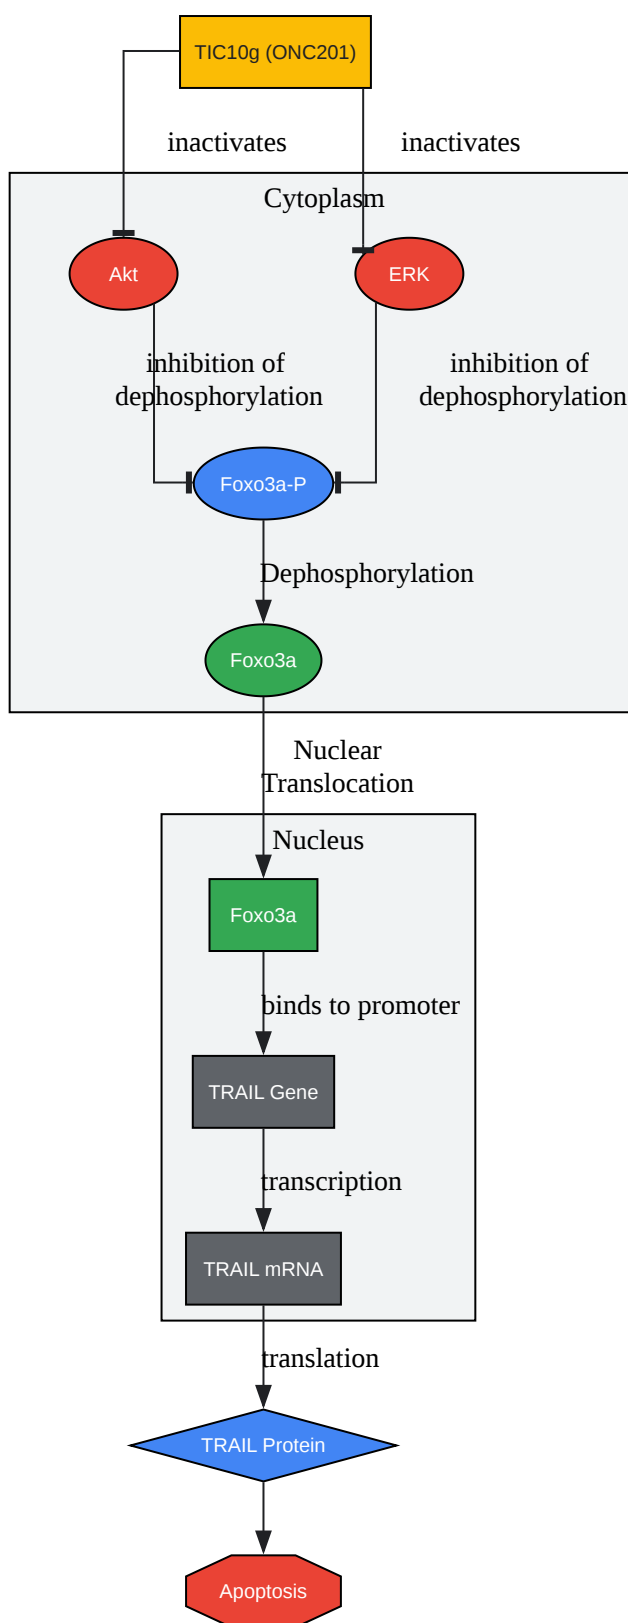 TIC10g (ONC201)
inactivates
inactivates
Cytoplasm
Akt
ERK
inhibition of
dephosphorylation
inhibition of
dephosphorylation
Foxo3a-P
Dephosphorylation
Foxo3a
Nuclear
Translocation
Nucleus
Foxo3a
binds to promoter
TRAIL Gene
transcription
TRAIL mRNA
translation
TRAIL Protein
Apoptosis